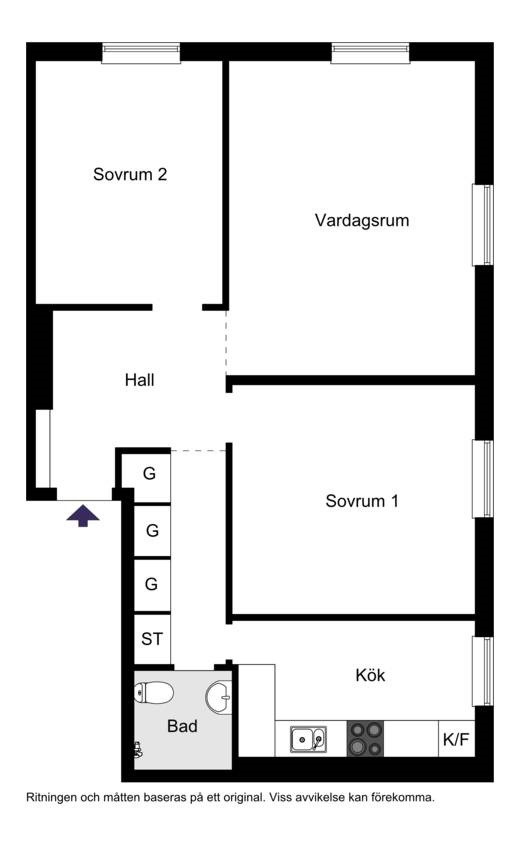 Sovrum 2
Vardagsrum
Hall
G
Sovrum 1
G
G
ST
Kök
Bad
K/F
Ritningen och måtten baseras på ett original. Viss avvikelse kan förekomma.